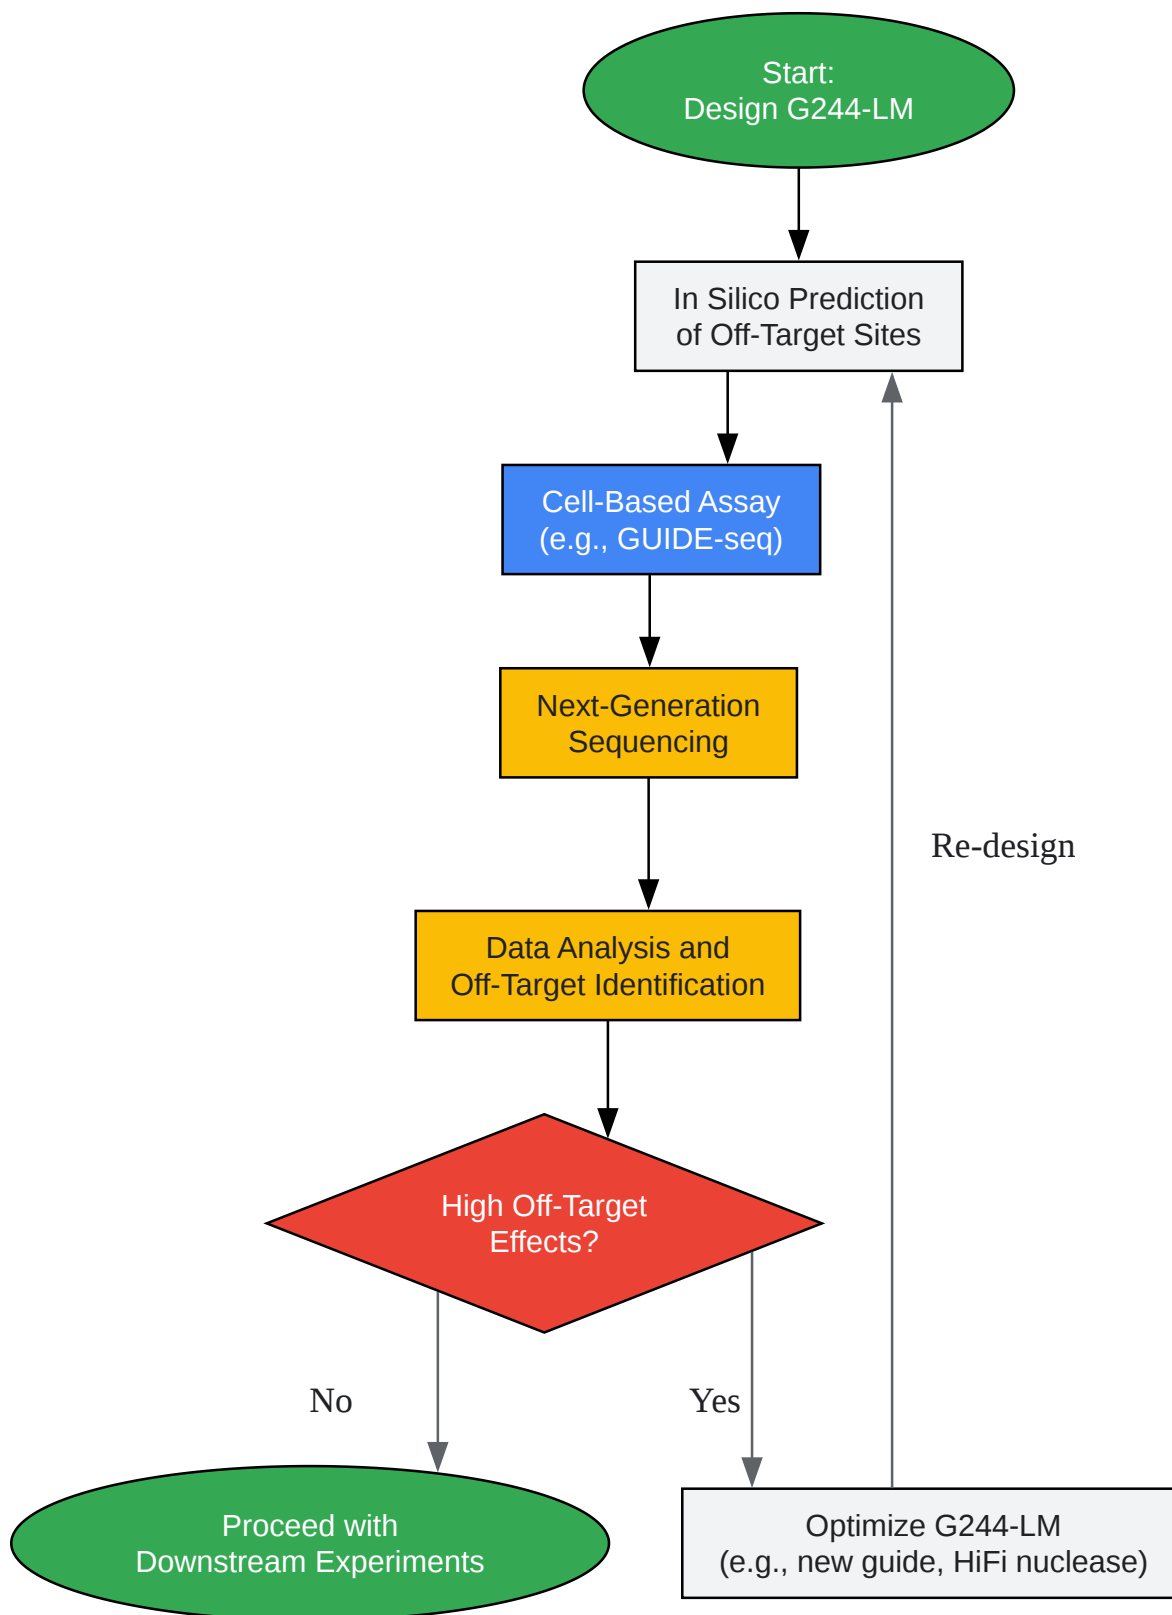 Start:
Design G244-LM
In Silico Prediction
of Off-Target Sites
Cell-Based Assay
(e.g., GUIDE-seq)
Next-Generation
Sequencing
Re-design
Data Analysis and
Off-Target Identification
High Off-Target
Effects?
No
Yes
Proceed with
Downstream Experiments
Optimize G244-LM
(e.g., new guide, HiFi nuclease)